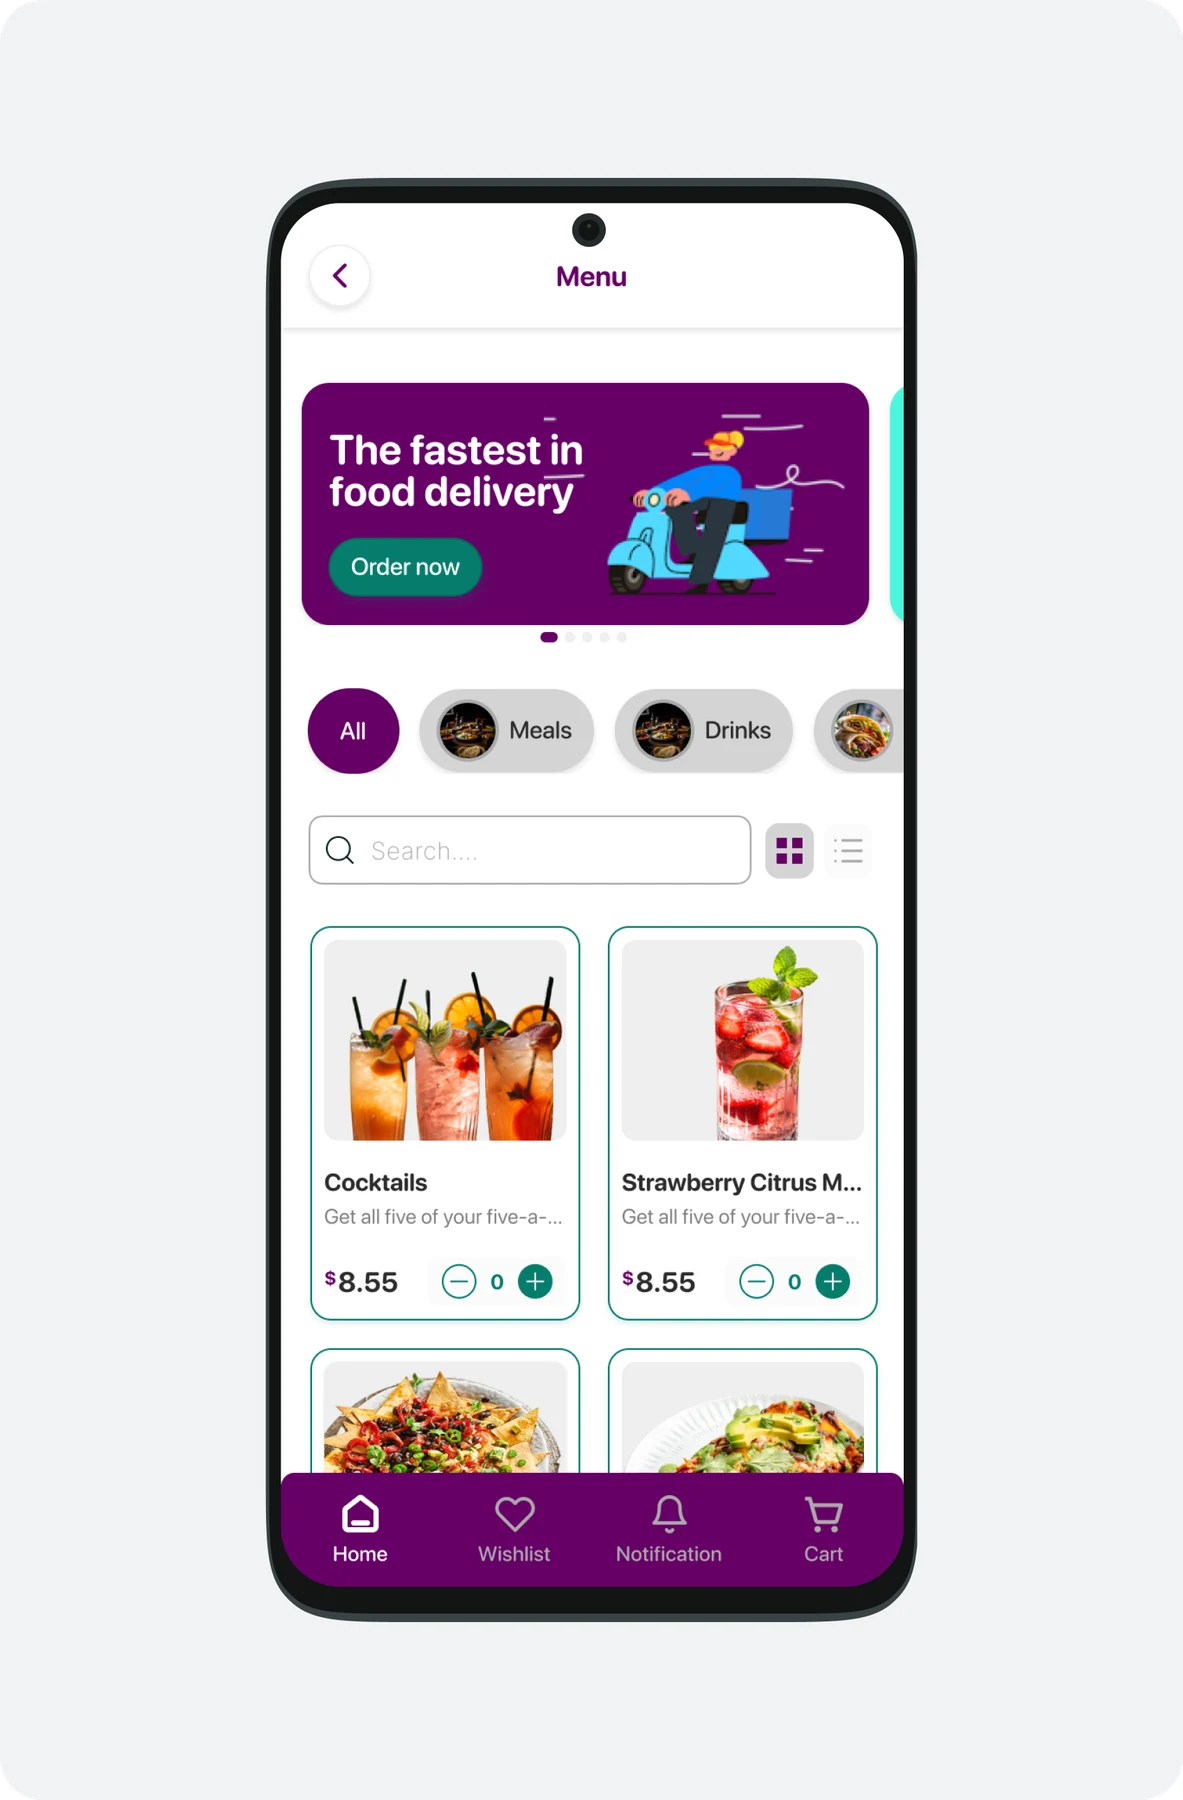 Menu
The fastest in
food delivery
Order now
All
Meals
Drinks
Search....
Cocktails
Get all five of your five-a-...
$8.55
0
Strawberry Citrus M...
Get all five of your five-a-...
$8.55
0
Home
Wishlist
Notification
Cart